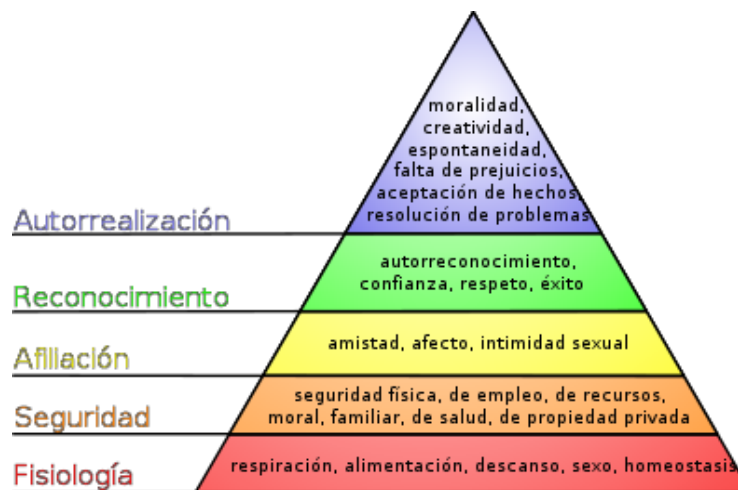 moralidad,
creatividad,
espontaneidad,
falta de prejuicios,
aceptación de hechos,
resolución de problemas
Autorrealización
autorreconocimiento,
confianza, respeto, éxito
Reconocimiento
amistad, afecto, intimidad sexual
Afiliación
seguridad física, de empleo, de recursos,
moral, familiar, de salud, de propiedad privada
Seguridad
respiración, alimentación, descanso, sexo, homeostasis
Fisiología